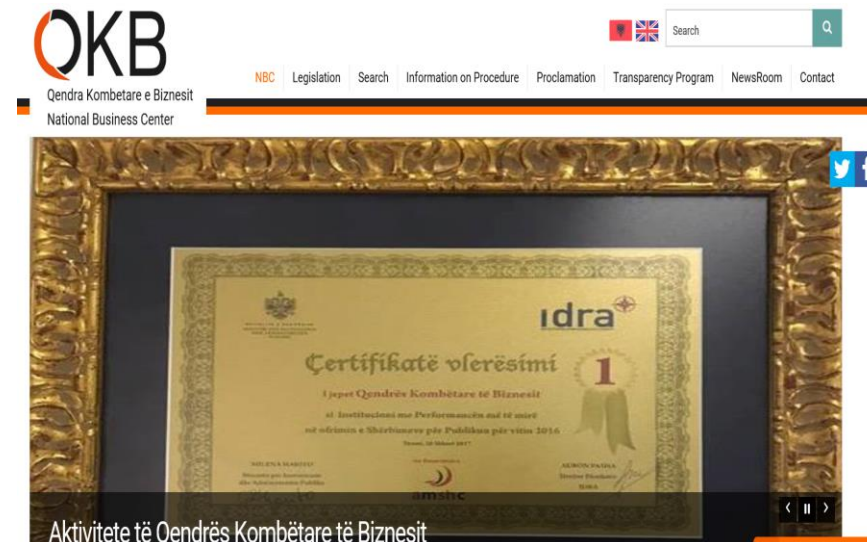 QKB
Qendra Kombetare e Biznesit
National Business Center
Search
NBC Legislation Search Information on Procedure Proclamation Transparency Program NewsRoom Contact
ıdra
Çertifikatë vlerësimi
1
I jepet Qendrës Kombëtare të Biznesit
si Institucioni me Performancën më të mirë
në ofrimin e Shërbimeve për Publikun për vitin 2016
amshc
Aktivitete të Qendrës Kombëtare të Biznesit